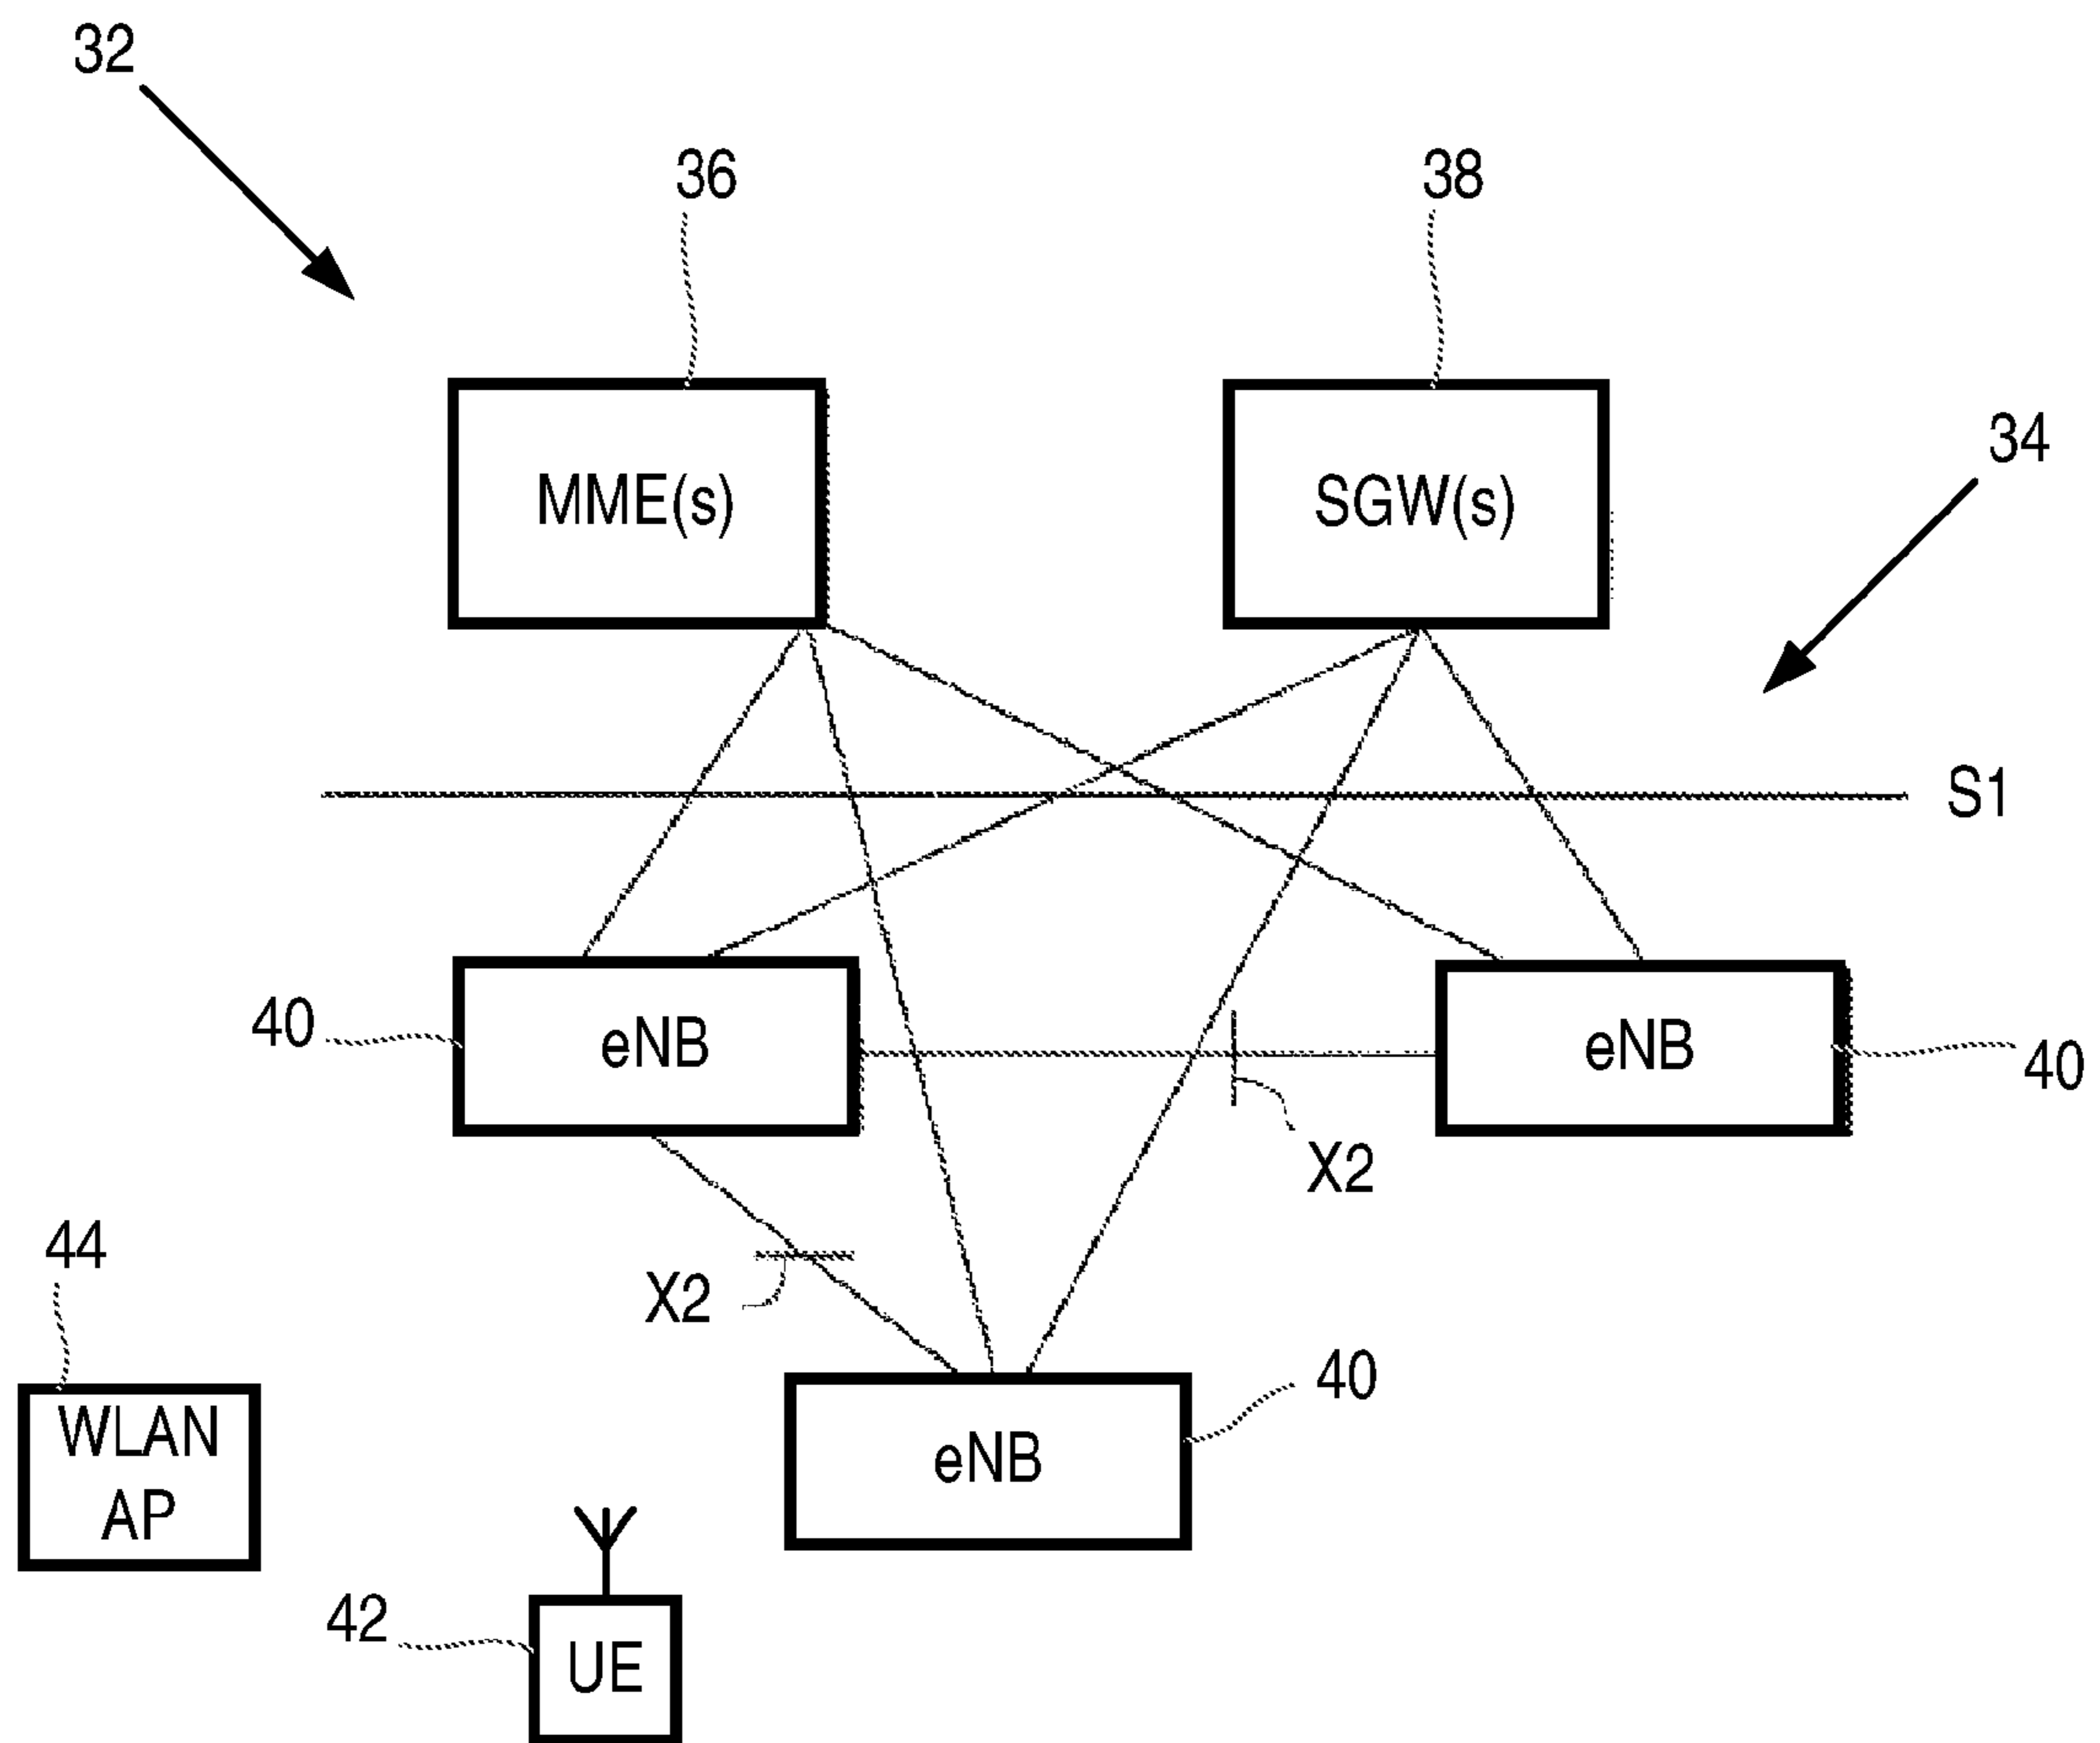 32
36
38
34
MME(s)
SGW(s)
S1
40
eNB
eNB
40
X2
44
X2
40
WLAN
AP
eNB
42
UE